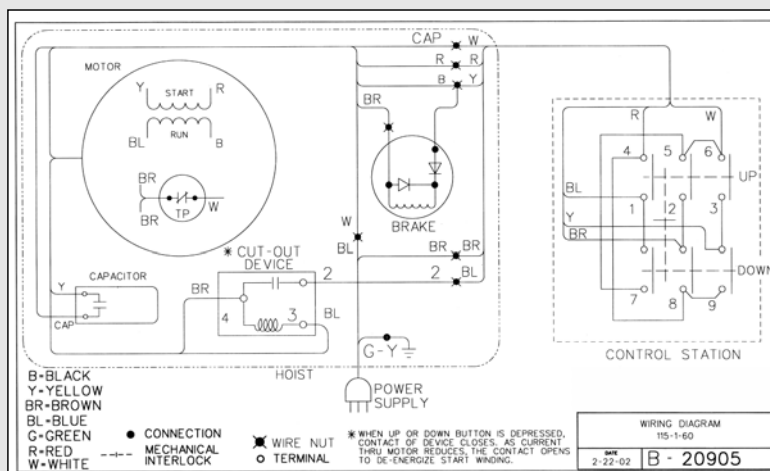 CAP W
R R
B Y
MOTOR
Y START R
RUN
BL B
BR
BR
TP
W
BR
BRAKE
W
BL
BR BR
2 BL
* CUT-OUT
DEVICE
2
BR
4 3 BL
CAPACITOR
Y
CAP
G-Y
HOIST
POWER
SUPPLY
R W
4 5 6
UP
BL
1 2 3
Y
BR
DOWN
7 8 9
CONTROL STATION
B-BLACK
Y-YELLOW
BR-BROWN
BL-BLUE
G-GREEN
R-RED
W-WHITE
CONNECTION
MECHANICAL
INTERLOCK
WIRE NUT
TERMINAL
* WHEN UP OR DOWN BUTTON IS DEPRESSED,
CONTACT OF DEVICE CLOSES. AS CURRENT
THRU MOTOR REDUCES, THE CONTACT OPENS
TO DE-ENERGIZE START WINDING.
WIRING DIAGRAM
115-1-60
DATE
2-22-02
B - 20905